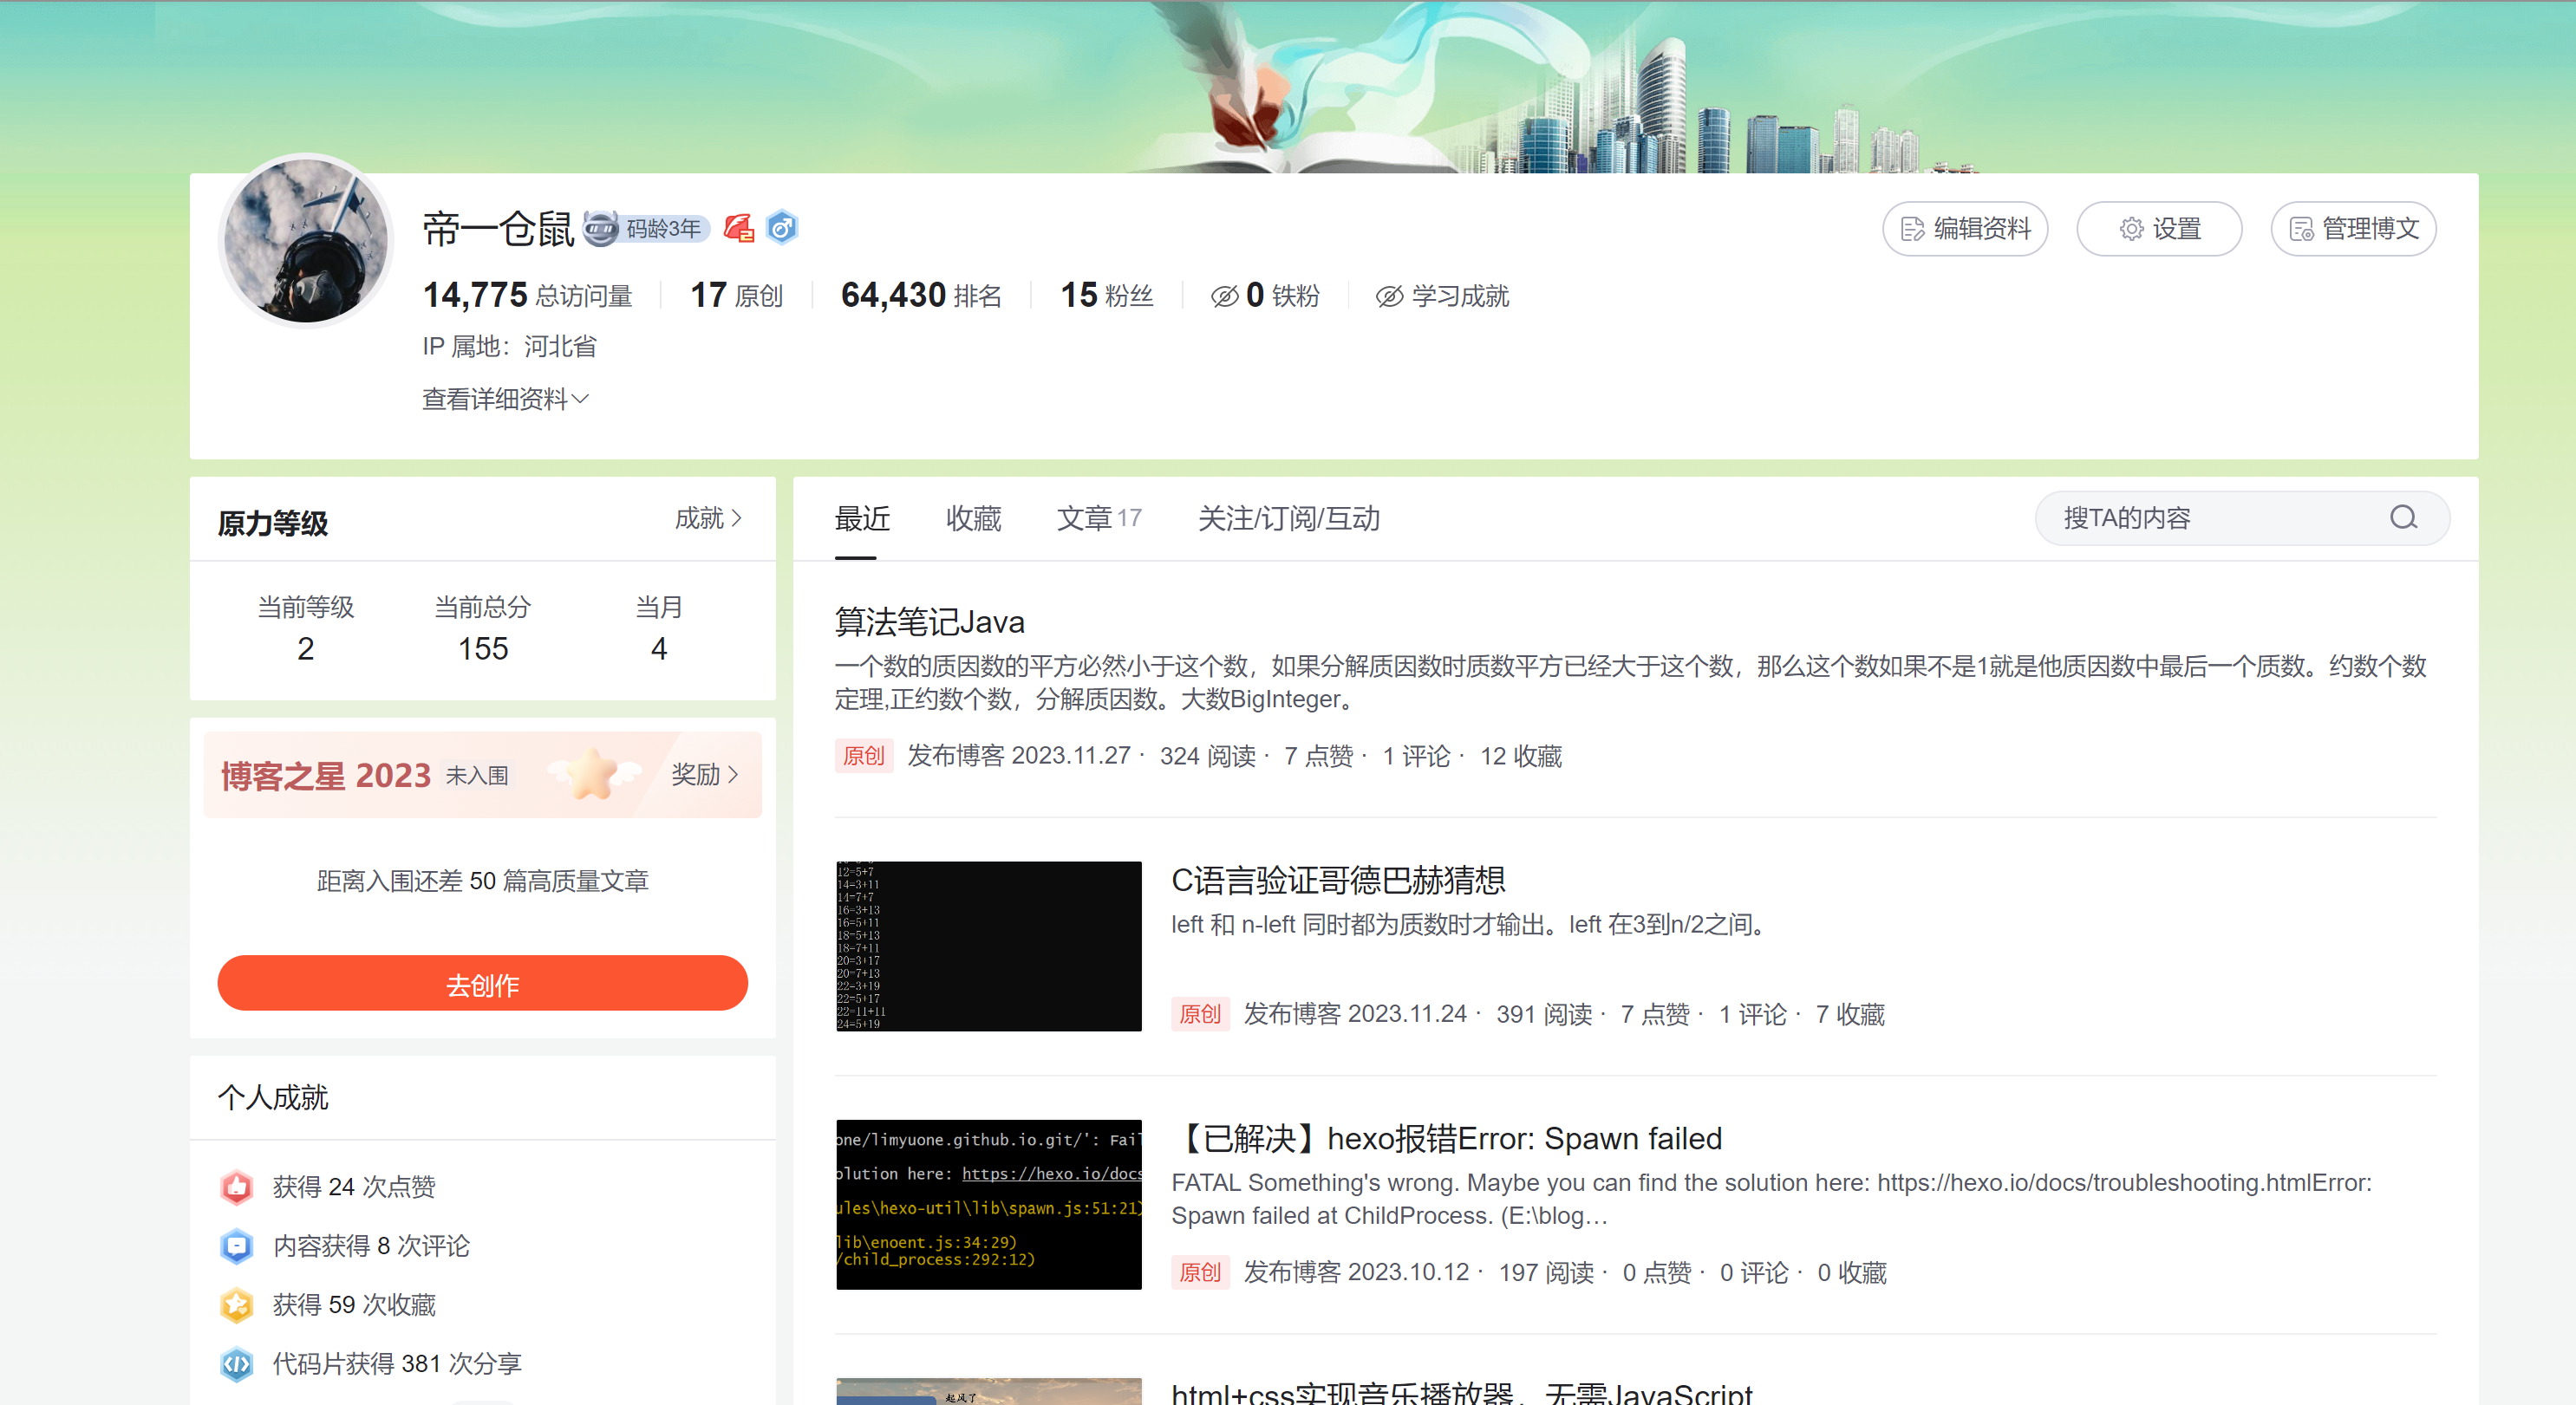 帝一仓鼠 码龄3年
编辑资料 设置 管理博文
14,775 总访问量 17 原创 64,430 排名 15 粉丝 0 铁粉 学习成就
IP 属地：河北省
查看详细资料
原力等级 成就
当前等级 当前总分 当月
2 155 4
博客之星 2023 未入围 奖励
距离入围还差 50 篇高质量文章
去创作
个人成就
获得 24 次点赞
内容获得 8 次评论
获得 59 次收藏
代码片获得 381 次分享
最近 收藏 文章 17 关注/订阅/互动 搜TA的内容
算法笔记Java
一个数的质因数的平方必然小于这个数，如果分解质因数时质数平方已经大于这个数，那么这个数如果不是1就是他质因数中最后一个质数。约数个数
定理,正约数个数，分解质因数。大数BigInteger。
原创 发布博客 2023.11.27 · 324 阅读 · 7 点赞 · 1 评论 · 12 收藏
12=5+7
14=3+11
14=7+7
16=3+13
16=5+11
18=5+13
18=7+11
20=3+17
20=7+13
22=3+19
22=5+17
22=11+11
24=5+19
C语言验证哥德巴赫猜想
left 和 n-left 同时都为质数时才输出。left 在3到n/2之间。
原创 发布博客 2023.11.24 · 391 阅读 · 7 点赞 · 1 评论 · 7 收藏
one/limyuone.github.io.git/': Fail
olution here: https://hexo.io/docs
ules\hexo-util\lib\spawn.js:51:21)
lib\enoent.js:34:29)
/child_process:292:12)
【已解决】hexo报错Error: Spawn failed
FATAL Something's wrong. Maybe you can find the solution here: https://hexo.io/docs/troubleshooting.htmlError:
Spawn failed at ChildProcess. (E:\blog…
原创 发布博客 2023.10.12 · 197 阅读 · 0 点赞 · 0 评论 · 0 收藏
起风了
html+css实现音乐播放器，无需JavaScript